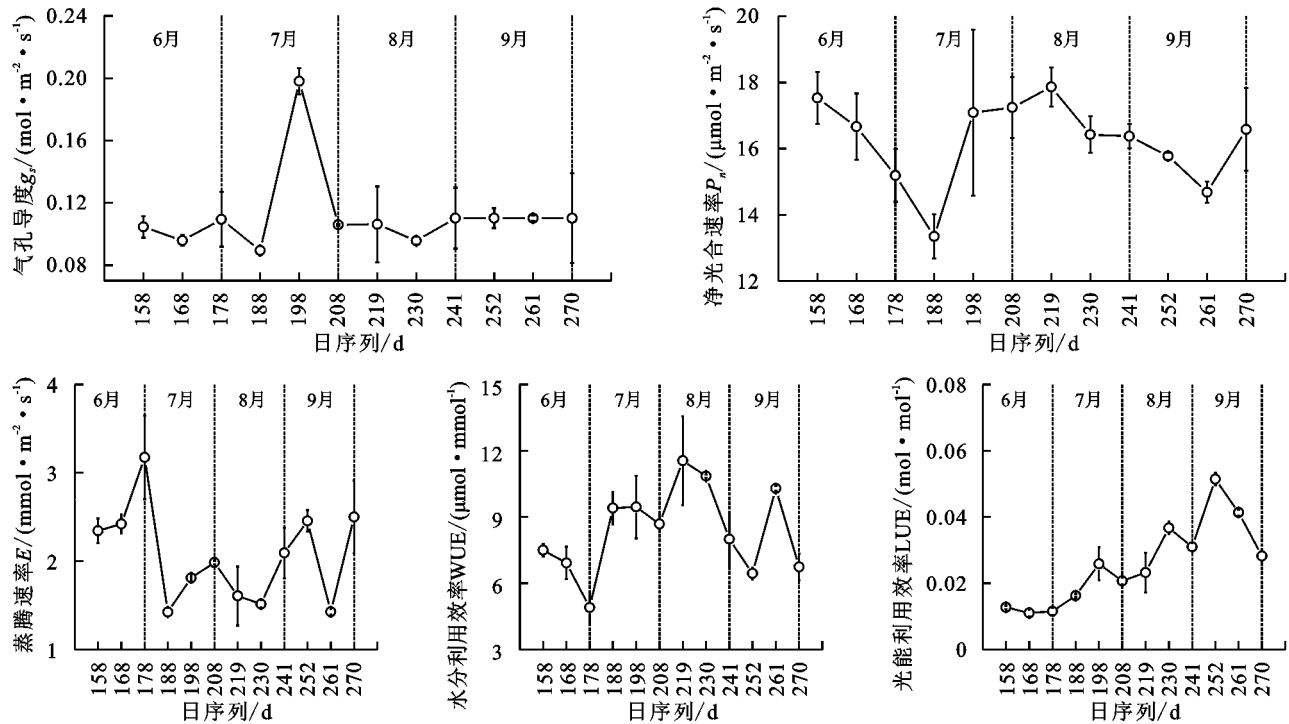 气孔导度gs/(mol·m-2·s-1)
0.24
0.20
0.16
0.12
0.08
6月 7月 8月 9月
158 168 178 188 198 208 219 230 241 252 261 270
日序列/d
净光合速率Pn/(μmol·m-2·s-1)
20
18
16
14
12
6月 7月 8月 9月
158 168 178 188 198 208 219 230 241 252 261 270
日序列/d
蒸腾速率E/(mmol·m-2·s-1)
4
3
2
1
6月 7月 8月 9月
158 168 178 188 198 208 219 230 241 252 261 270
日序列/d
水分利用效率WUE/(μmol·mmol-1)
15
12
9
6
3
6月 7月 8月 9月
158 168 178 188 198 208 219 230 241 252 261 270
日序列/d
光能利用效率LUE/(mol·mol-1)
0.08
0.06
0.04
0.02
0
6月 7月 8月 9月
158 168 178 188 198 208 219 230 241 252 261 270
日序列/d